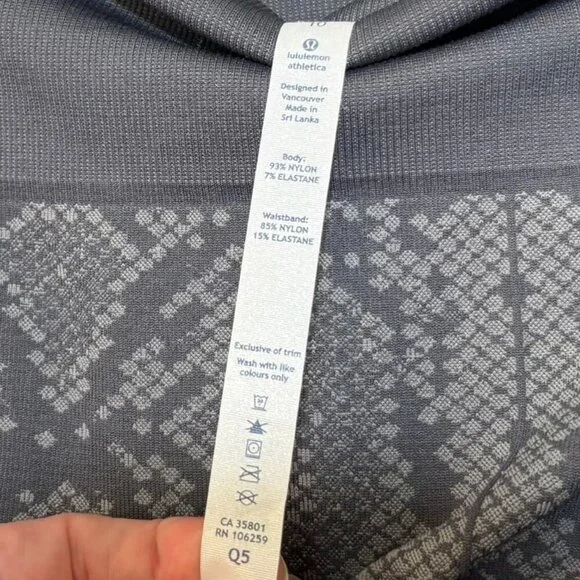 lululemon
athletica
Designed in
Vancouver
Made in
Sri Lanka
Body:
93% NYLON
7% ELASTANE
Waistband:
85% NYLON
15% ELASTANE
Exclusive of trim
Wash with like
colours only
CA 35801
RN 106259
Q5